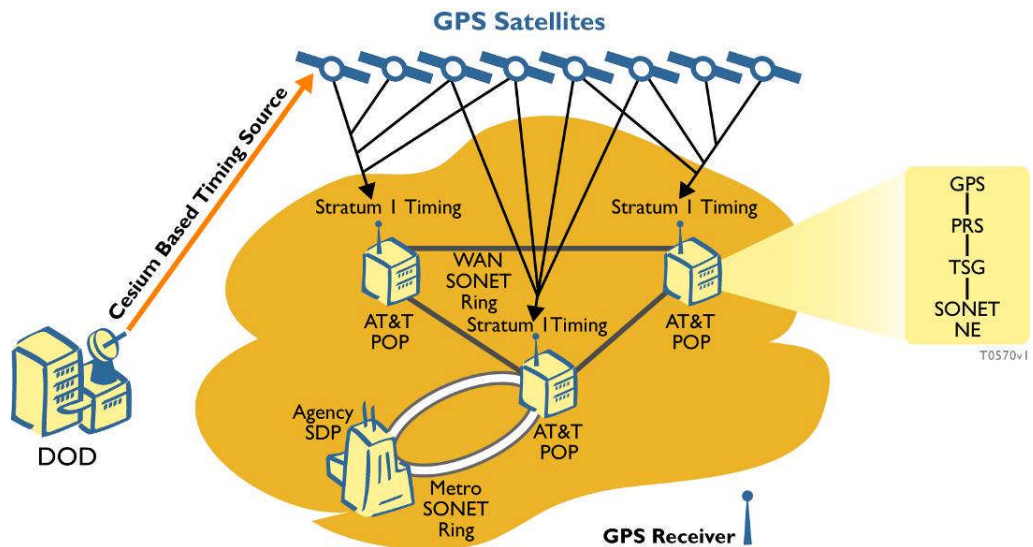 GPS Satellites
Cesium Based Timing Source
DOD
Stratum 1 Timing
Stratum 1 Timing
WAN
SONET
Ring
AT&T
POP
Stratum 1Timing
AT&T
POP
AT&T
POP
Agency
SDP
Metro
SONET
Ring
GPS Receiver
GPS
PRS
TSG
SONET
NE
T0570v1